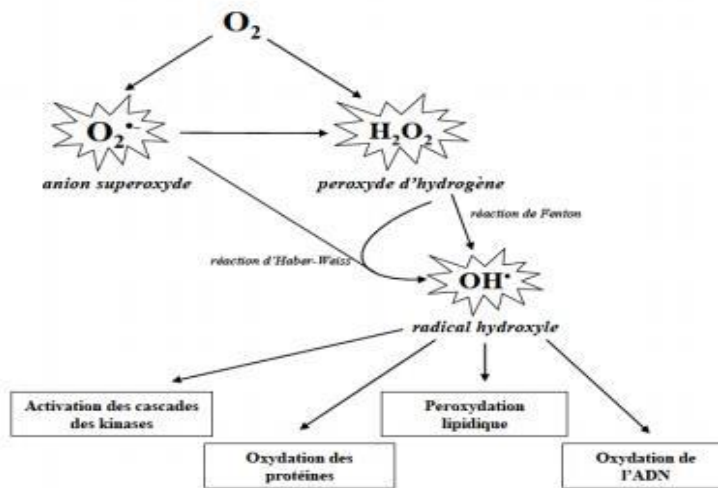 O₂
O₂•–
H₂O₂
anion superoxyde
peroxyde d'hydrogène
réaction de Fenton
réaction d'Haber-Weiss
OH•
radical hydroxyle
Activation des cascades
des kinases
Peroxydation
lipidique
Oxydation des
protéines
Oxydation de
l'ADN